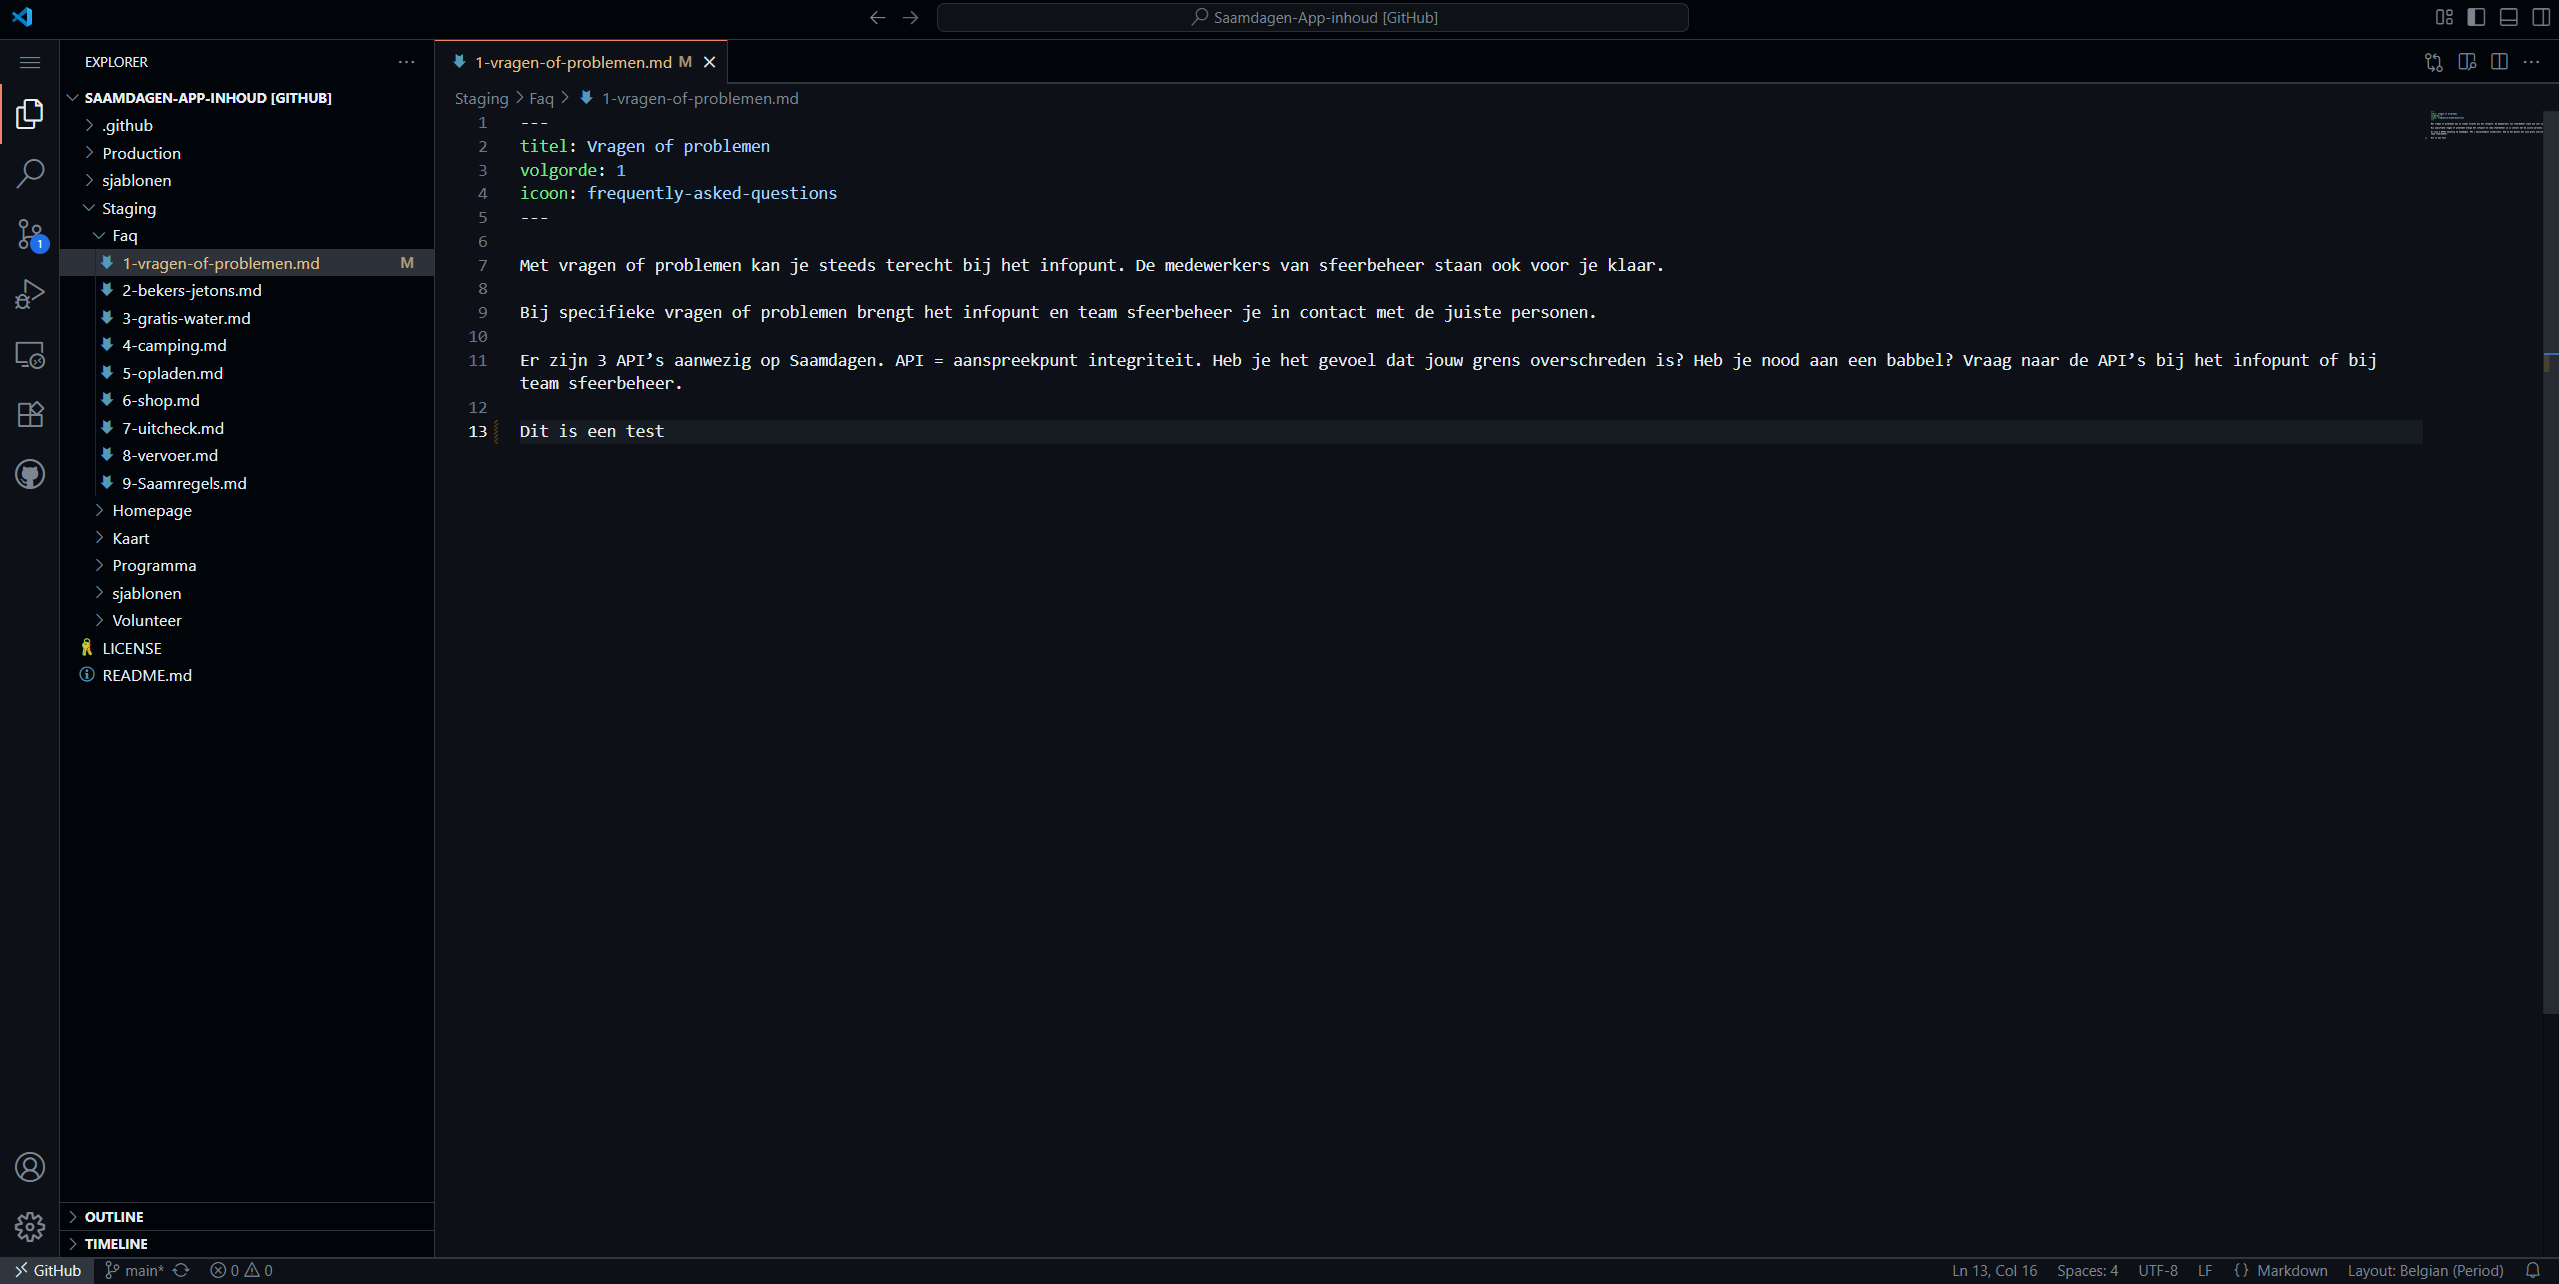 Saamdagen-App-inhoud [GitHub]
EXPLORER
SAAMDAGEN-APP-INHOUD [GITHUB]
.github
Production
sjablonen
Staging
Faq
1-vragen-of-problemen.md M
2-bekers-jetons.md
3-gratis-water.md
4-camping.md
5-opladen.md
6-shop.md
7-uitcheck.md
8-vervoer.md
9-Saamregels.md
Homepage
Kaart
Programma
sjablonen
Volunteer
LICENSE
README.md
OUTLINE
TIMELINE
1
1-vragen-of-problemen.md M
Staging > Faq > 1-vragen-of-problemen.md
1 ---
2 titel: Vragen of problemen
3 volgorde: 1
4 icoon: frequently-asked-questions
5 ---
6
7 Met vragen of problemen kan je steeds terecht bij het infopunt. De medewerkers van sfeerbeheer staan ook voor je klaar.
8
9 Bij specifieke vragen of problemen brengt het infopunt en team sfeerbeheer je in contact met de juiste personen.
10
11 Er zijn 3 API’s aanwezig op Saamdagen. API = aanspreekpunt integriteit. Heb je het gevoel dat jouw grens overschreden is? Heb je nood aan een babbel? Vraag naar de API’s bij het infopunt of bij
team sfeerbeheer.
12
13 Dit is een test
GitHub main* 0 0 Ln 13, Col 16 Spaces: 4 UTF-8 LF {} Markdown Layout: Belgian (Period)